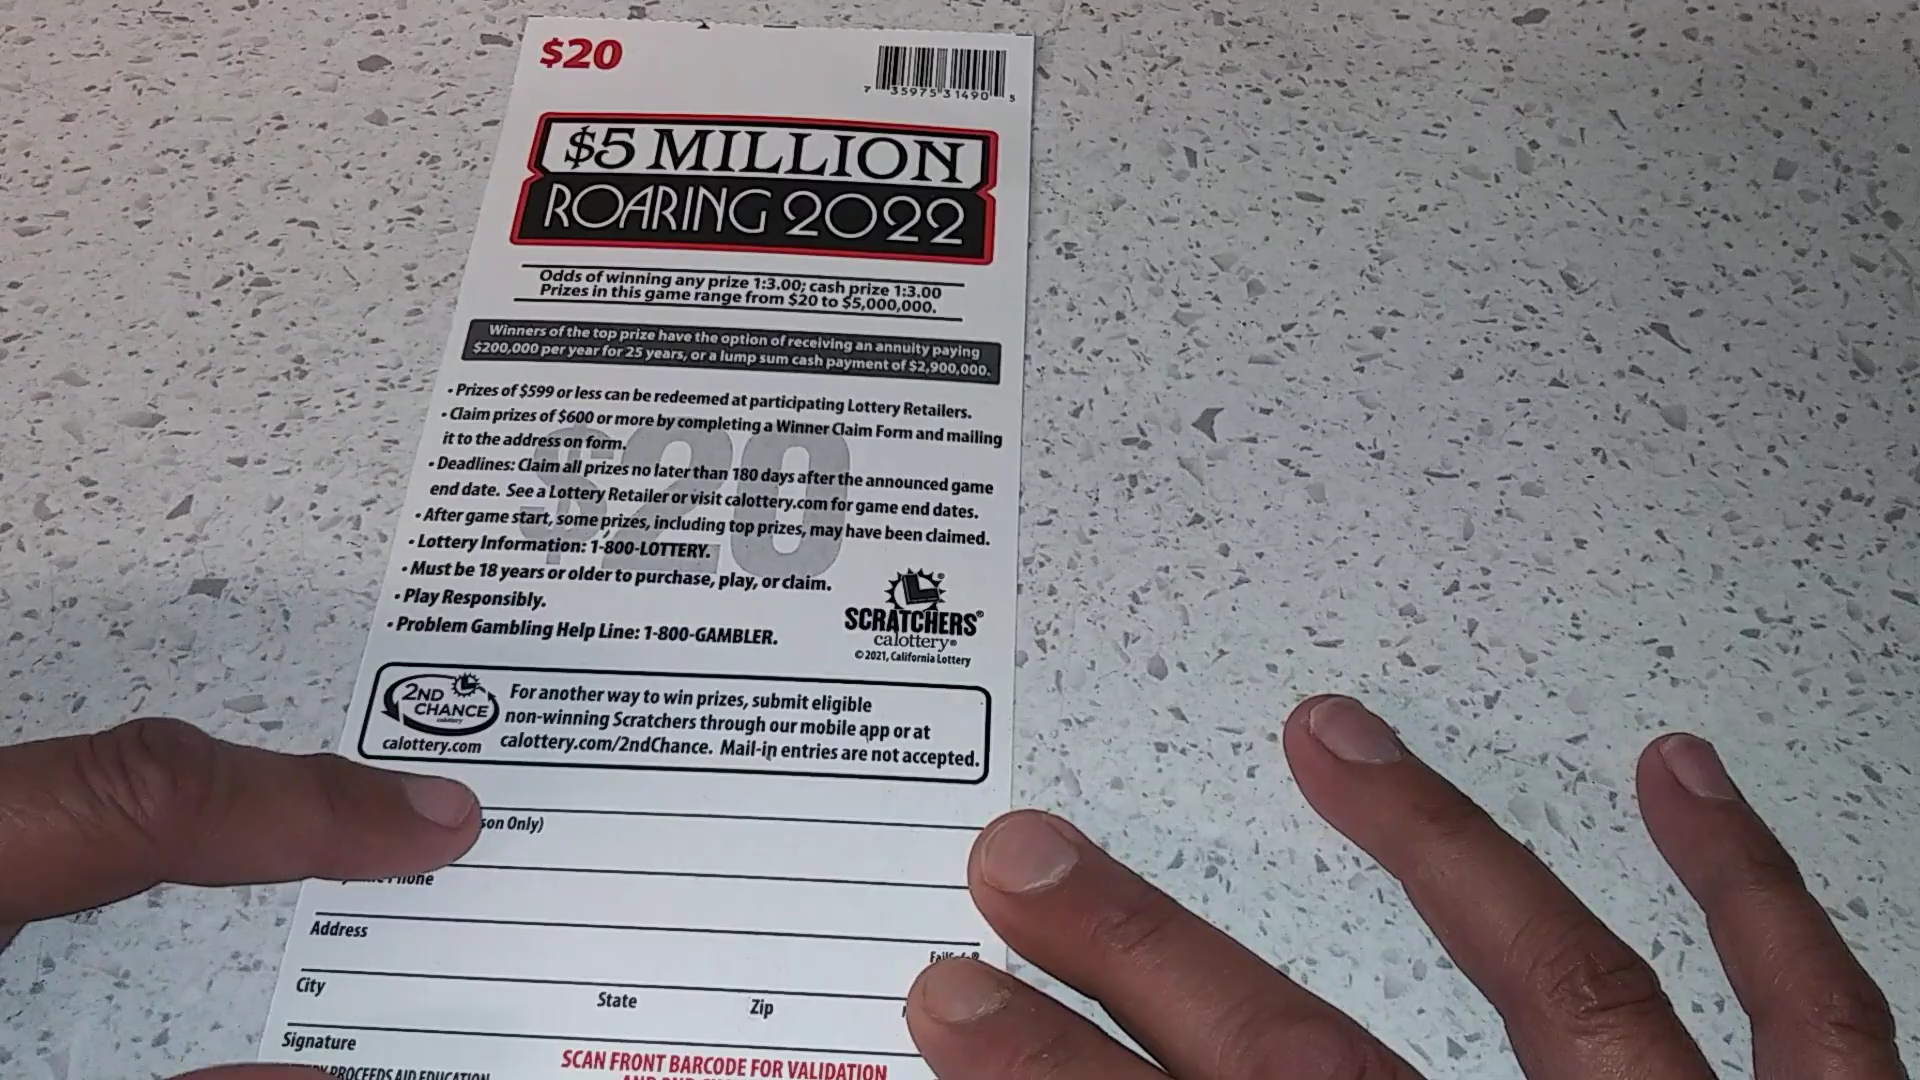 $20
7 35975 31490 5
$5 MILLION
ROARING 2022
Odds of winning any prize 1:3.00; cash prize 1:3.00
Prizes in this game range from $20 to $5,000,000.
Winners of the top prize have the option of receiving an annuity paying
$200,000 per year for 25 years, or a lump sum cash payment of $2,900,000.
$20
• Prizes of $599 or less can be redeemed at participating Lottery Retailers.
• Claim prizes of $600 or more by completing a Winner Claim Form and mailing
it to the address on form.
• Deadlines: Claim all prizes no later than 180 days after the announced game
end date. See a Lottery Retailer or visit calottery.com for game end dates.
• After game start, some prizes, including top prizes, may have been claimed.
• Lottery Information: 1-800-LOTTERY.
• Must be 18 years or older to purchase, play, or claim.
• Play Responsibly.
• Problem Gambling Help Line: 1-800-GAMBLER.
SCRATCHERS®
calottery®
© 2021, California Lottery
2ND
CHANCE
calottery
calottery.com
For another way to win prizes, submit eligible
non-winning Scratchers through our mobile app or at
calottery.com/2ndChance. Mail-in entries are not accepted.
Only)
Phone
Address
City State Zip
Signature
SCAN FRONT BARCODE FOR VALIDATION
PROCEEDS AID EDUCATION